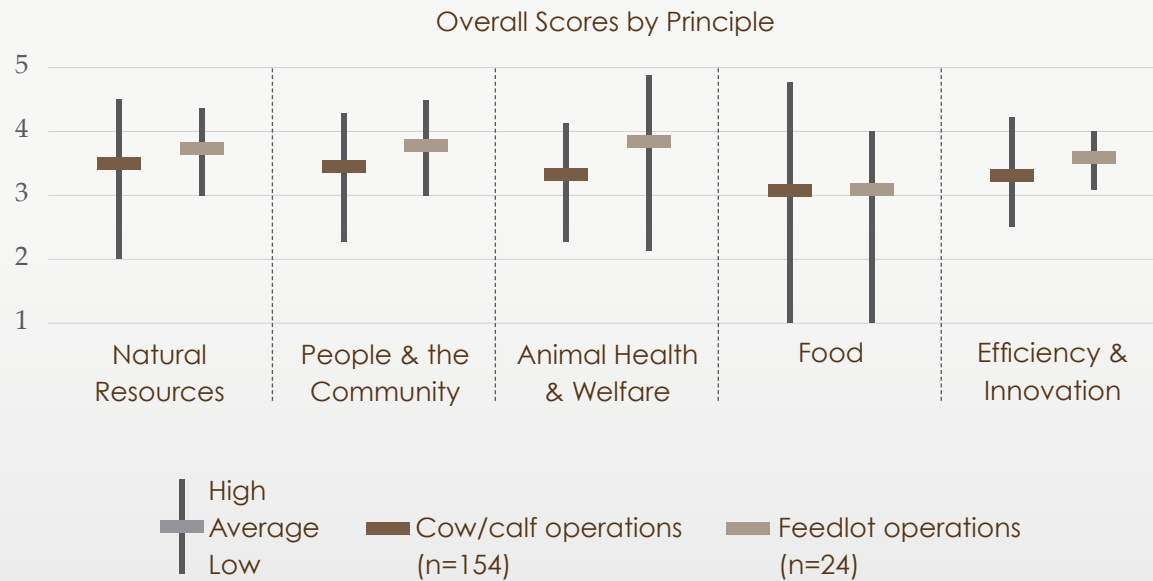 Overall Scores by Principle
5
4
3
2
1
Natural
Resources
People & the
Community
Animal Health
& Welfare
Food
Efficiency &
Innovation
High
Average
Low
Cow/calf operations
(n=154)
Feedlot operations
(n=24)